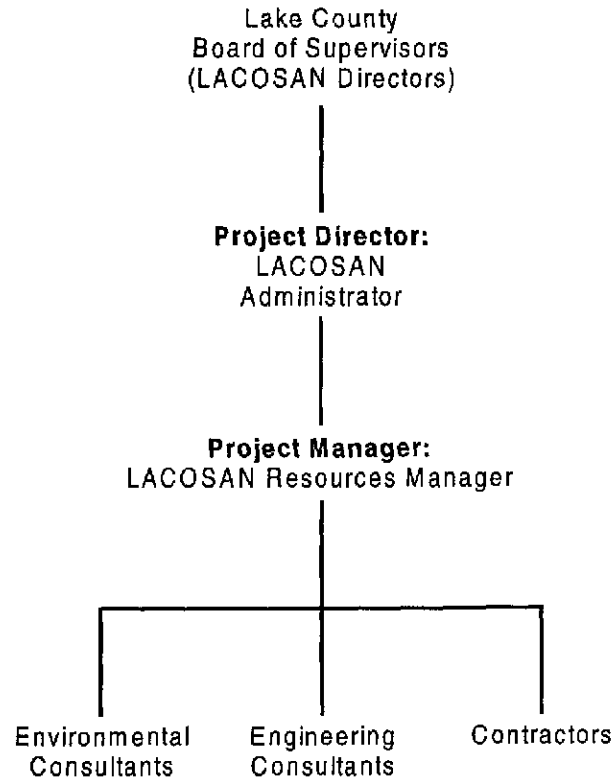 Lake County
Board of Supervisors
(LACOSAN Directors)
Project Director:
LACOSAN
Administrator
Project Manager:
LACOSAN Resources Manager
Environmental
Consultants
Engineering
Consultants
Contractors